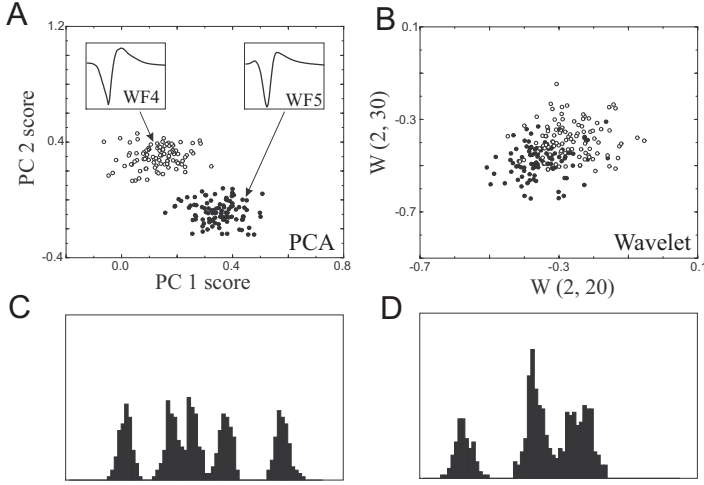 A
B
1.2
0.4
-0.4
PC 2 score
WF4
WF5
PCA
0.0
0.4
0.8
PC 1 score
0.1
-0.3
-0.7
W (2, 30)
Wavelet
-0.7
-0.3
0.1
W (2, 20)
C
D